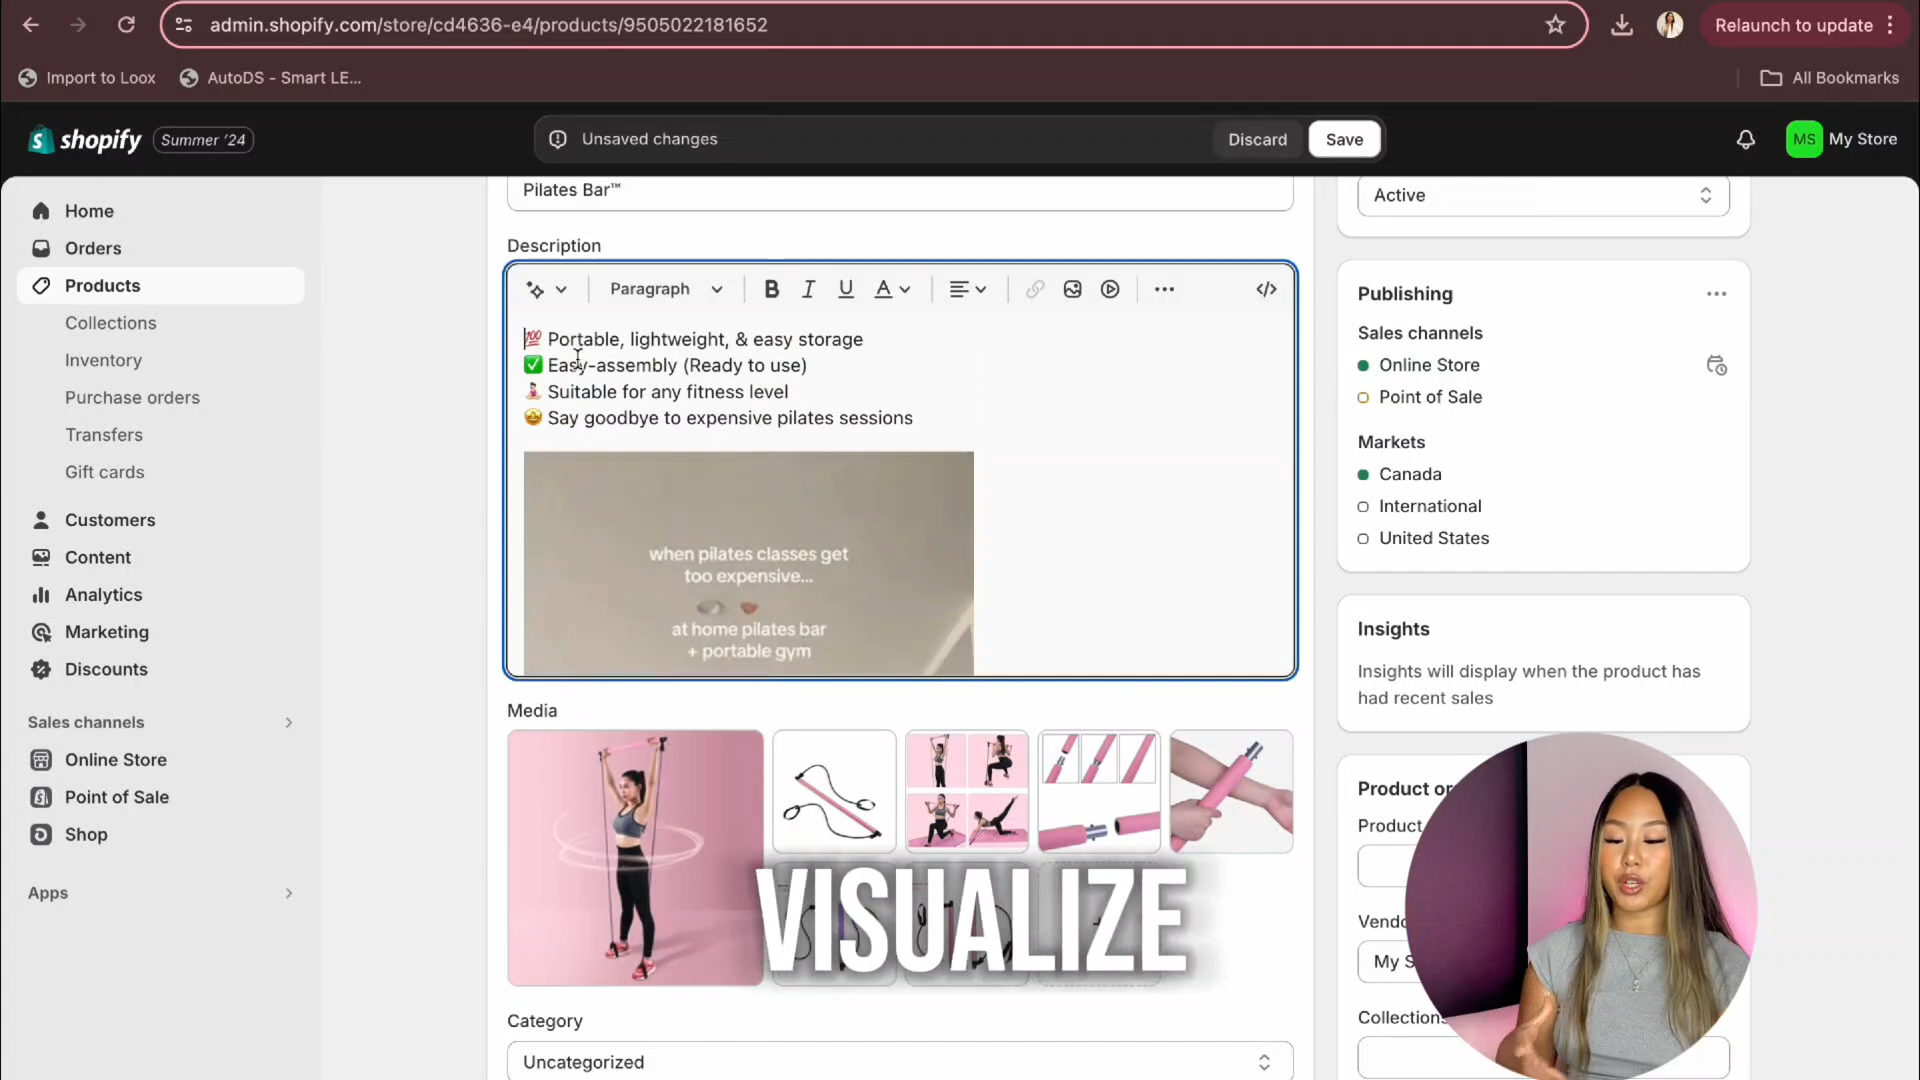 admin.shopify.com/store/cd4636-e4/products/9505022181652
Relaunch to update
Import to Loox
AutoDS - Smart LE...
All Bookmarks
shopify
Summer '24
Unsaved changes
Discard
Save
MS
My Store
Home
Orders
Products
Collections
Inventory
Purchase orders
Transfers
Gift cards
Customers
Content
Analytics
Marketing
Discounts
Sales channels
Online Store
Point of Sale
Shop
Apps
Pilates Bar™
Description
Paragraph
💯 Portable, lightweight, & easy storage
✅ Easy-assembly (Ready to use)
🧘🏻‍♀️ Suitable for any fitness level
🤩 Say goodbye to expensive pilates sessions
when pilates classes get
too expensive...
at home pilates bar
+ portable gym
Media
VISUALIZE
Category
Uncategorized
Active
Publishing
Sales channels
Online Store
Point of Sale
Markets
Canada
International
United States
Insights
Insights will display when the product has
had recent sales
Product or
Product
Vendo
My S
Collections